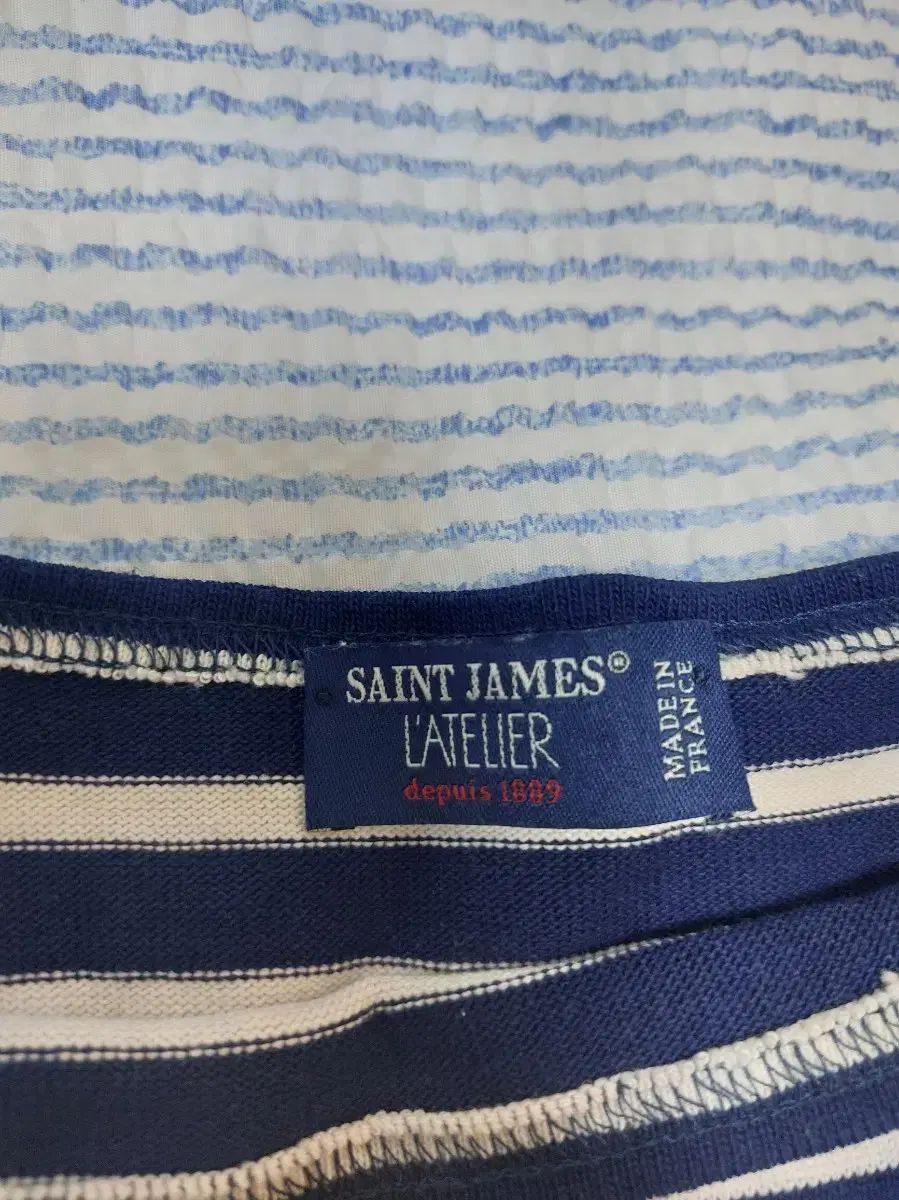 SAINT JAMES®
L'ATELIER
depuis 1889
MADE IN
FRANCE